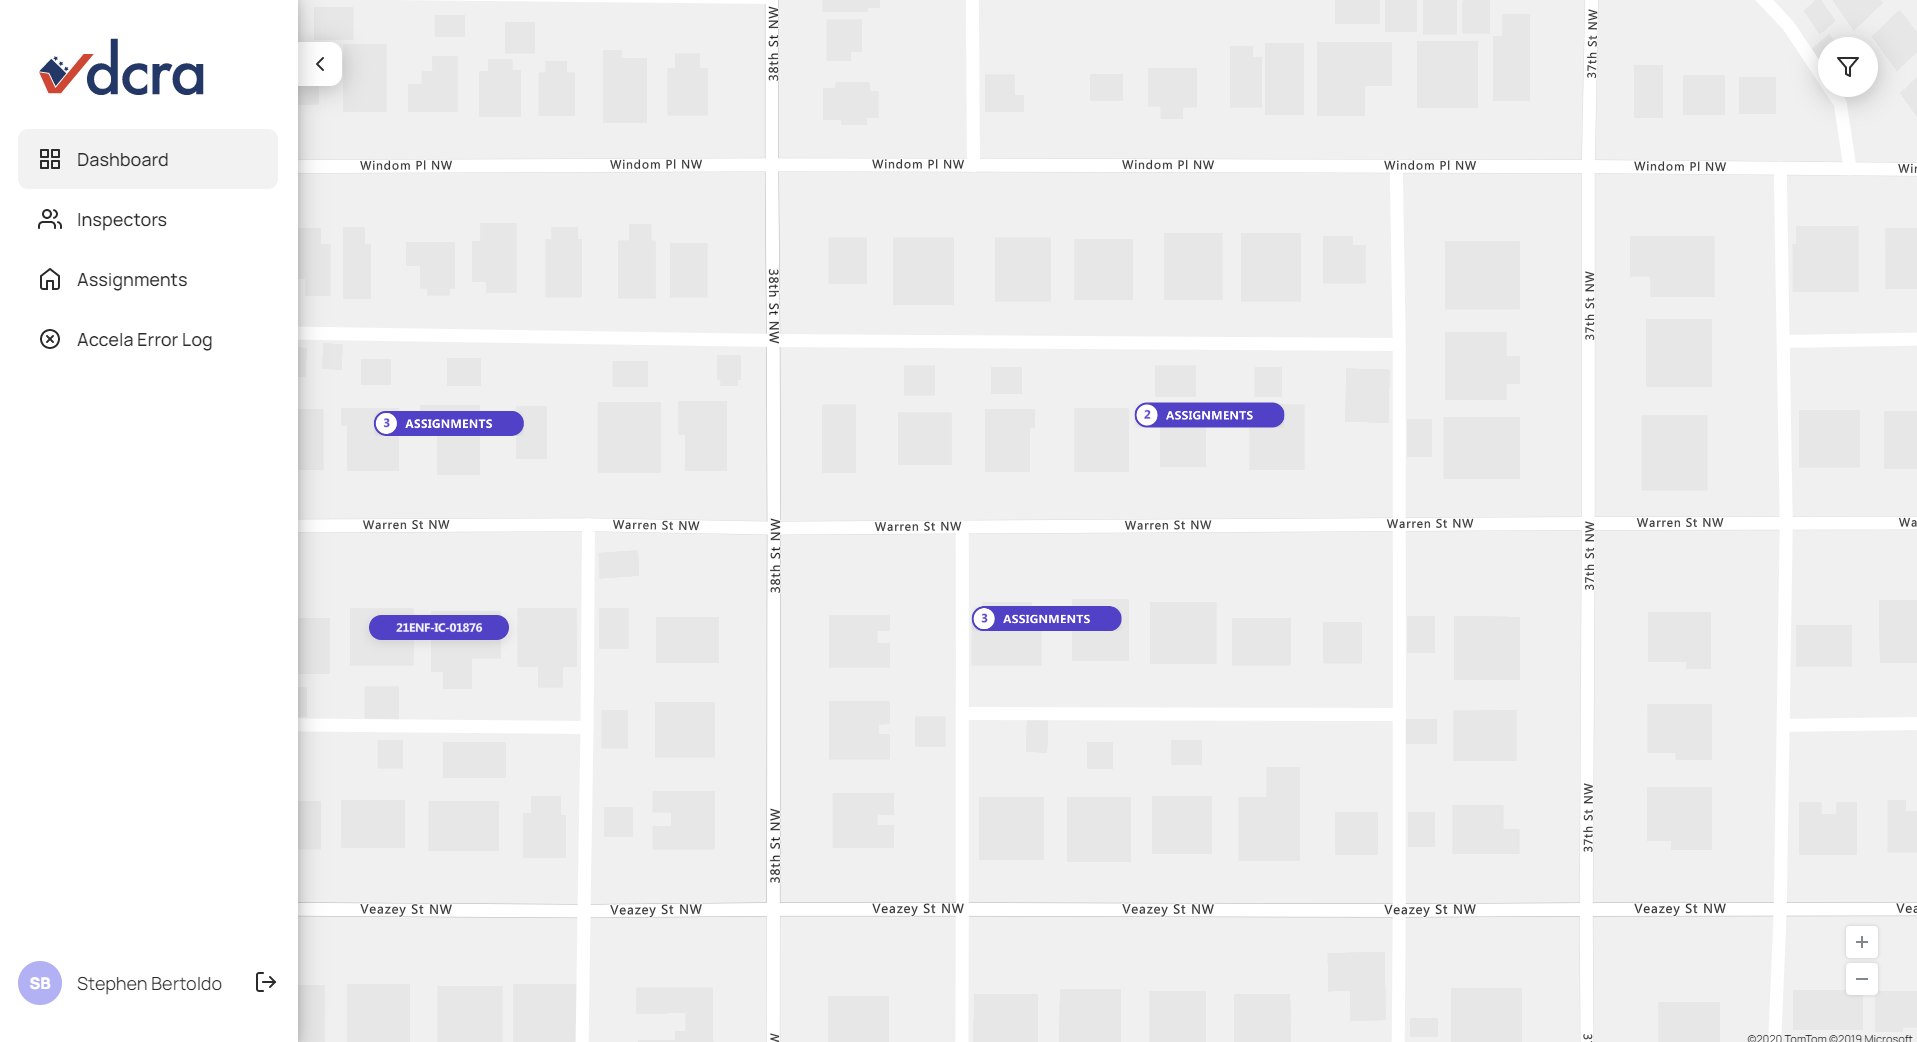 dcra
Dashboard
Inspectors
Assignments
Accela Error Log
SB
Stephen Bertoldo
38th St NW
37th St NW
Windom Pl NW
Windom Pl NW
Windom Pl NW
Windom Pl NW
Windom Pl NW
Windom Pl NW
Win
38th St NW
37th St NW
3 ASSIGNMENTS
2 ASSIGNMENTS
Warren St NW
Warren St NW
Warren St NW
Warren St NW
Warren St NW
Warren St NW
Wa
38th St NW
37th St NW
21ENF-IC-01876
3 ASSIGNMENTS
38th St NW
37th St NW
Veazey St NW
Veazey St NW
Veazey St NW
Veazey St NW
Veazey St NW
Veazey St NW
Vea
©2020 TomTom ©2019 Microsoft